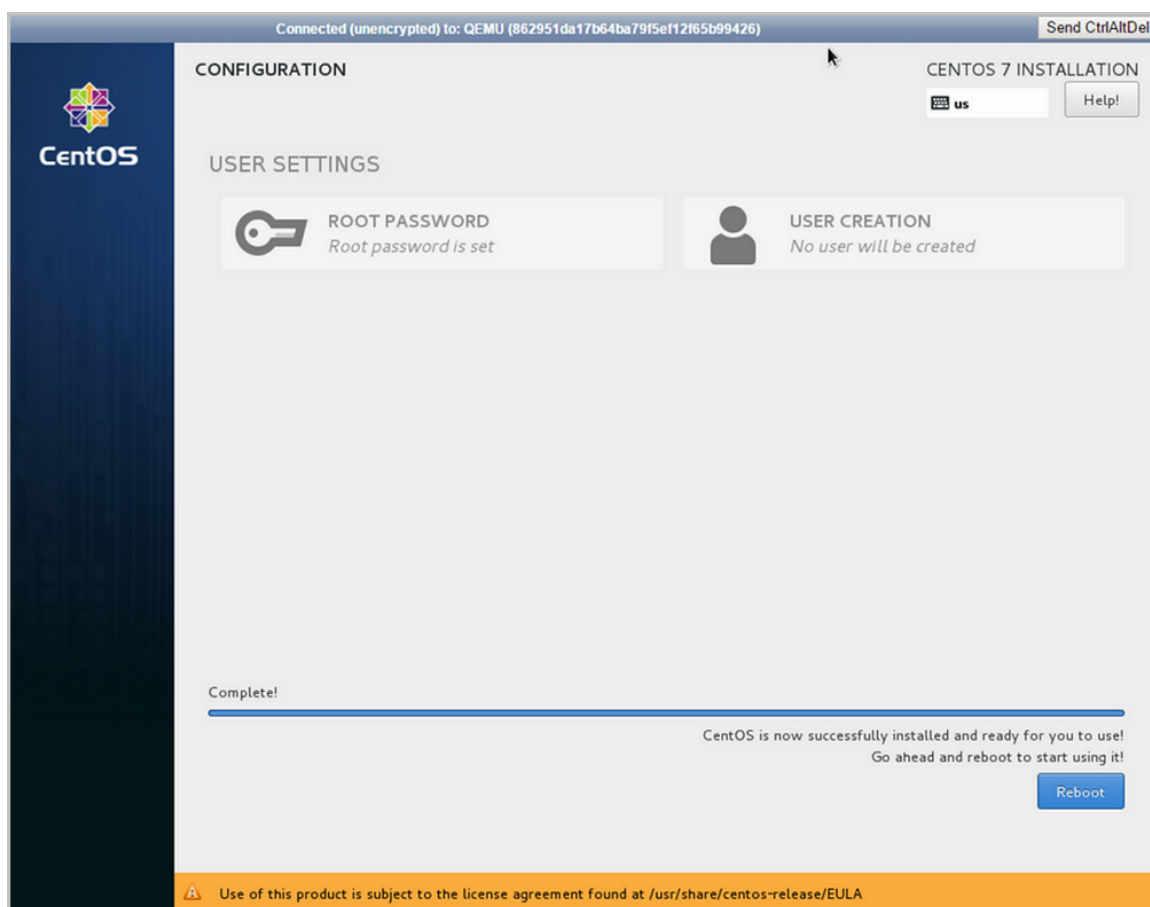 Connected (unencrypted) to: QEMU (862951da17b64ba79f5ef12f65b99426)
Send CtrlAltDel
CONFIGURATION
CENTOS 7 INSTALLATION
us
Help!
CentOS
USER SETTINGS
ROOT PASSWORD
Root password is set
USER CREATION
No user will be created
Complete!
CentOS is now successfully installed and ready for you to use!
Go ahead and reboot to start using it!
Reboot
Use of this product is subject to the license agreement found at /usr/share/centos-release/EULA